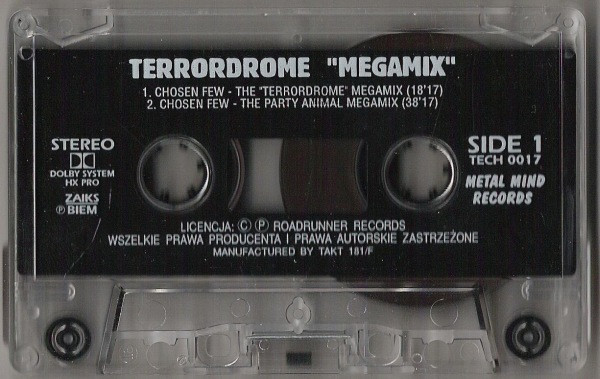 TERRORDROME "MEGAMIX"
1. CHOSEN FEW - THE "TERRORDROME" MEGAMIX (18'17)
2. CHOSEN FEW - THE PARTY ANIMAL MEGAMIX (38'17)
STEREO
DOLBY SYSTEM
HX PRO
ZAIKS
Ⓟ BIEM
SIDE 1
TECH 0017
METAL MIND
RECORDS
LICENCJA: Ⓒ Ⓟ ROADRUNNER RECORDS
WSZELKIE PRAWA PRODUCENTA I PRAWA AUTORSKIE ZASTRZEŻONE
MANUFACTURED BY TAKT 181/F